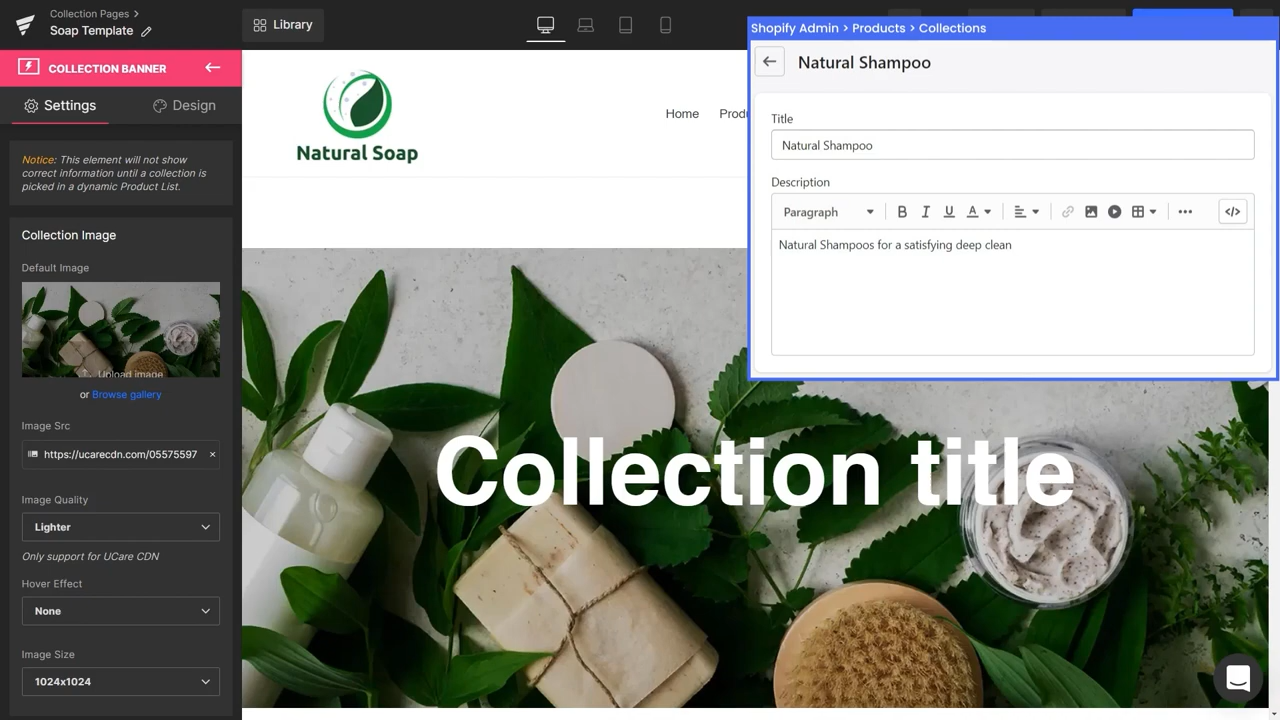 Collection Pages
Soap Template
Library
COLLECTION BANNER
Settings
Design
Notice: This element will not show
correct information until a collection is
picked in a dynamic Product List.
Collection Image
Default Image
Upload image
or Browse gallery
Image Src
https://ucarecdn.com/05575597
Image Quality
Lighter
Only support for UCare CDN
Hover Effect
None
Image Size
1024x1024
Natural Soap
Home
Shopify Admin > Products > Collections
Natural Shampoo
Title
Natural Shampoo
Description
Paragraph
Natural Shampoos for a satisfying deep clean
Collection title